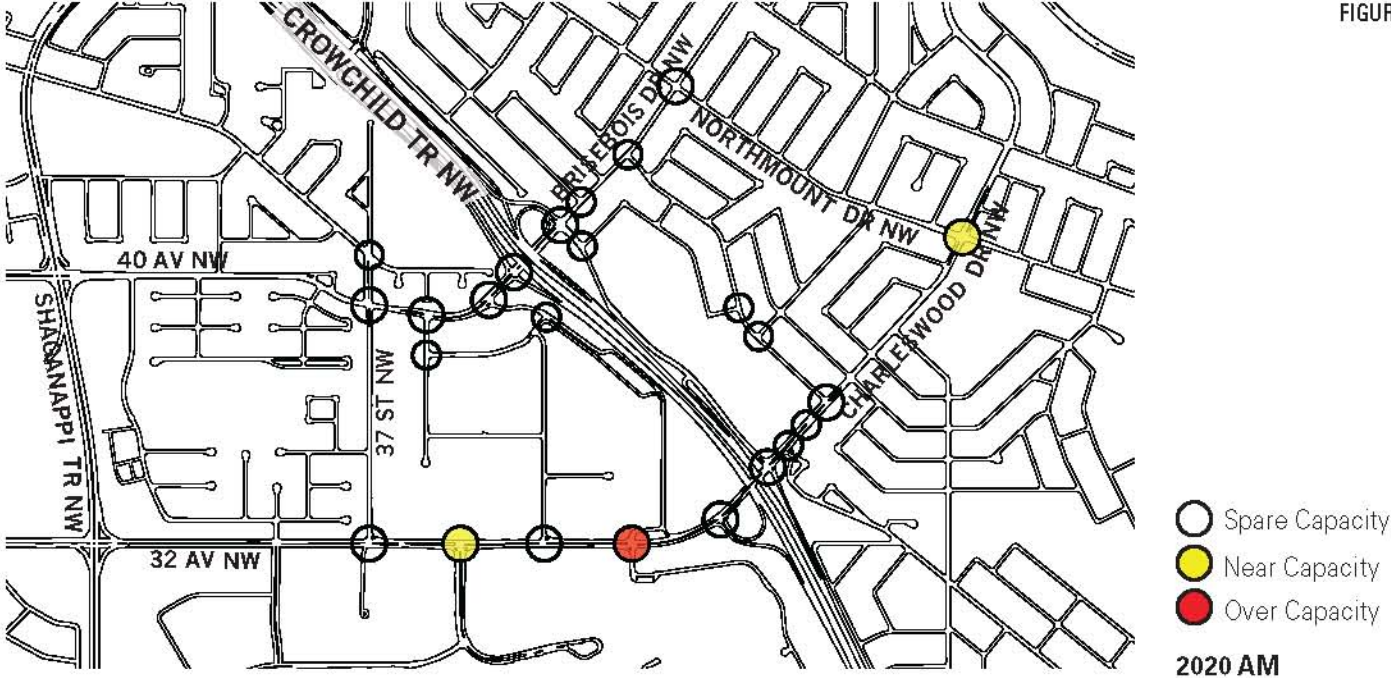 FIGUR
CROWCHILD TR NW
BRISEBOIS DR NW
NORTHMOUNT DR NW
40 AV NW
CHARLESWOOD DR NW
SHAGANAPPI TR NW
37 ST NW
32 AV NW
Spare Capacity
Near Capacity
Over Capacity
2020 AM